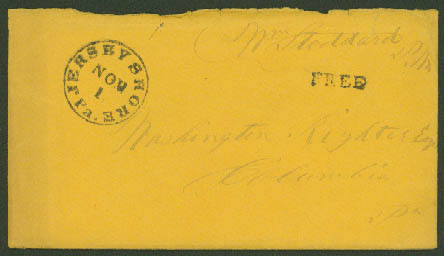 Wm Stoddard
P.M.
JERSEY SHORE PA.
NOV
1
FREE
Washington Righter Esq
Columbia
Pa